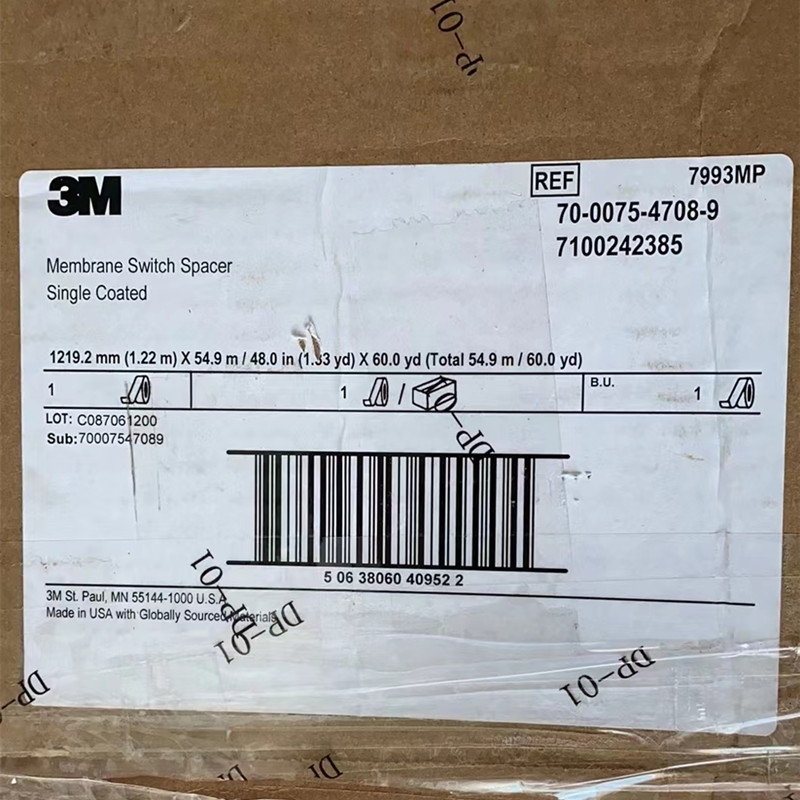 P-01
3M
REF
7993MP
70-0075-4708-9
7100242385
Membrane Switch Spacer
Single Coated
1219.2 mm (1.22 m) X 54.9 m / 48.0 in (1.33 yd) X 60.0 yd (Total 54.9 m / 60.0 yd)
1
1 /
B.U. 1
LOT: C087061200
Sub:70007547089
DP
5 06 38060 40952 2
3M St. Paul, MN 55144-1000 U.S.A
Made in USA with Globally Sourced Materials
DP-01
DP-01
DP-01
DP-
DP